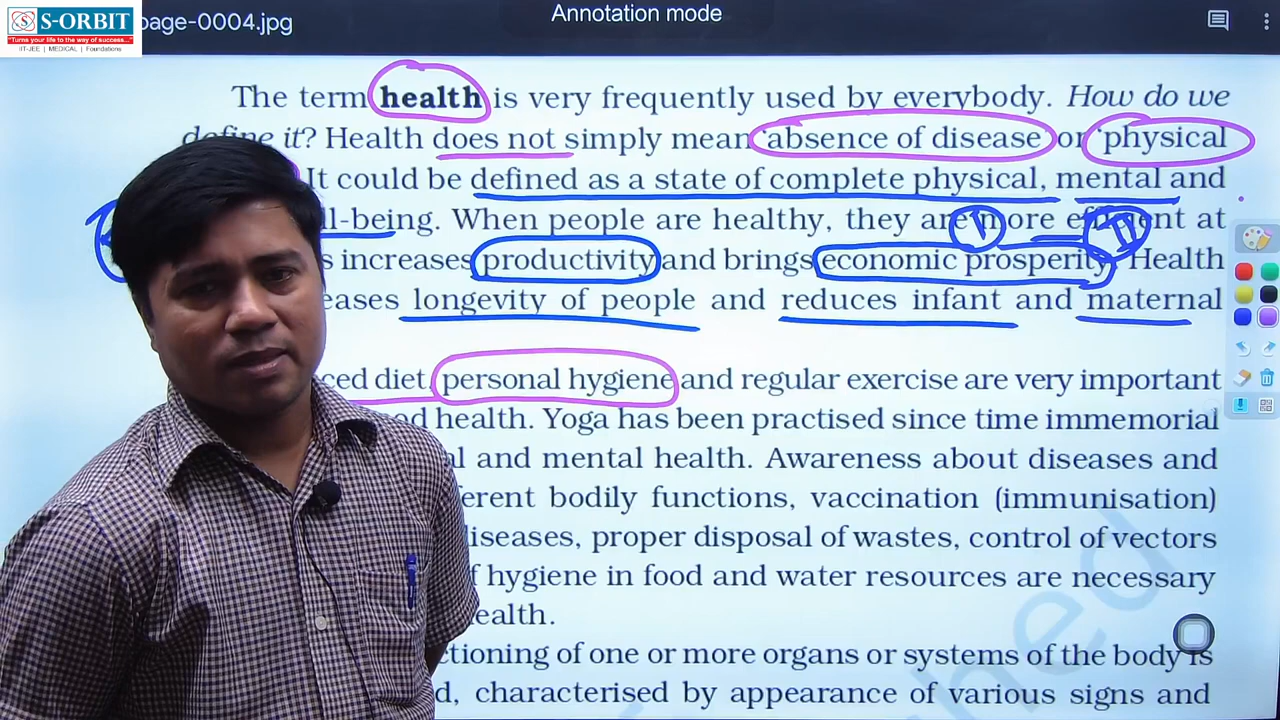 S-ORBIT
"Turns your life to the way of success..."
IIT-JEE | MEDICAL | Foundations
page-0004.jpg
Annotation mode
The term health is very frequently used by everybody. How do we
define it? Health does not simply mean 'absence of disease' or 'physical
It could be defined as a state of complete physical, mental and
ll-being. When people are healthy, they are more efficient at
s increases productivity and brings economic prosperity. Health
eases longevity of people and reduces infant and maternal
ced diet, personal hygiene and regular exercise are very important
od health. Yoga has been practised since time immemorial
al and mental health. Awareness about diseases and
ferent bodily functions, vaccination (immunisation)
diseases, proper disposal of wastes, control of vectors
f hygiene in food and water resources are necessary
ealth.
ctioning of one or more organs or systems of the body is
d, characterised by appearance of various signs and